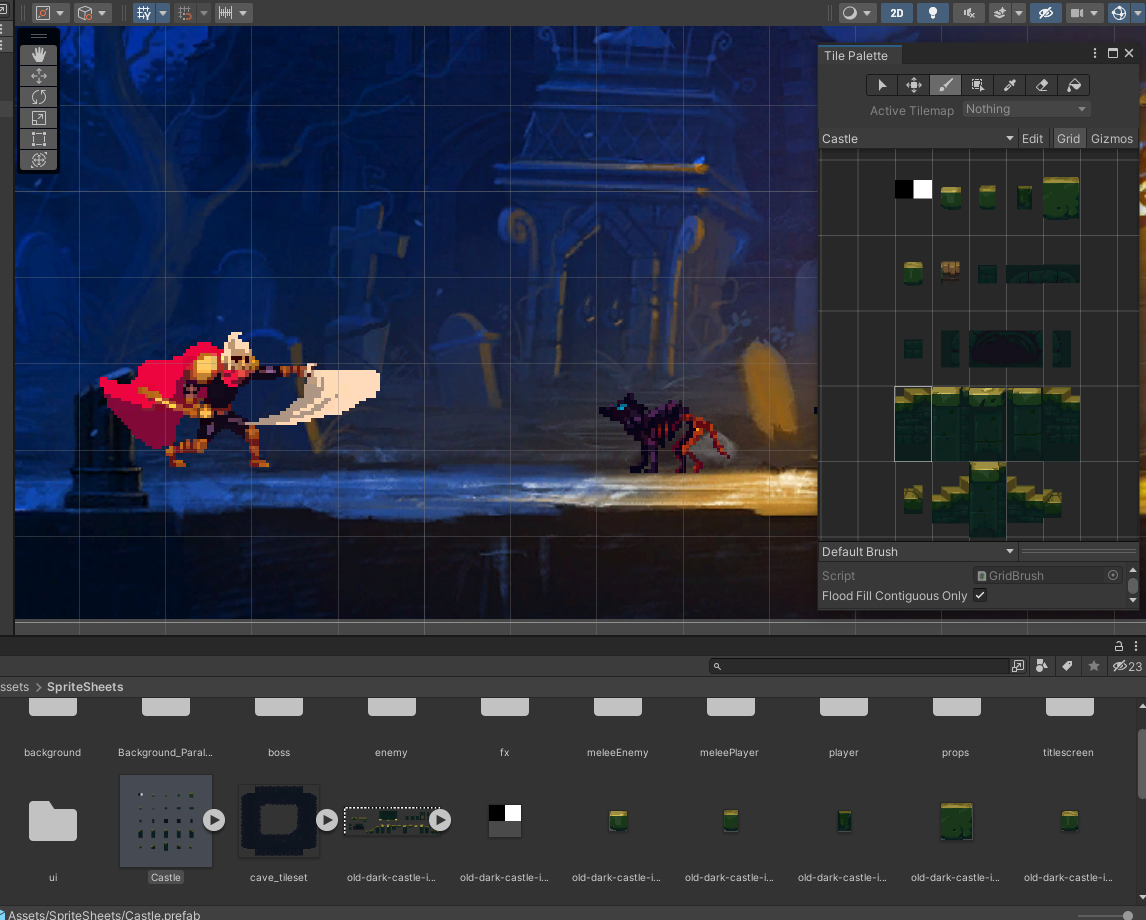 2D
Tile Palette
Active Tilemap
Nothing
Castle
Edit
Grid
Gizmos
Default Brush
Script
GridBrush
Flood Fill Contiguous Only
23
ssets > SpriteSheets
background
Background_Paral...
boss
enemy
fx
meleeEnemy
meleePlayer
player
props
titlescreen
ui
Castle
cave_tileset
old-dark-castle-i...
old-dark-castle-i...
old-dark-castle-i...
old-dark-castle-i...
old-dark-castle-i...
old-dark-castle-i...
old-dark-castle-i...
Assets/SpriteSheets/Castle.prefab